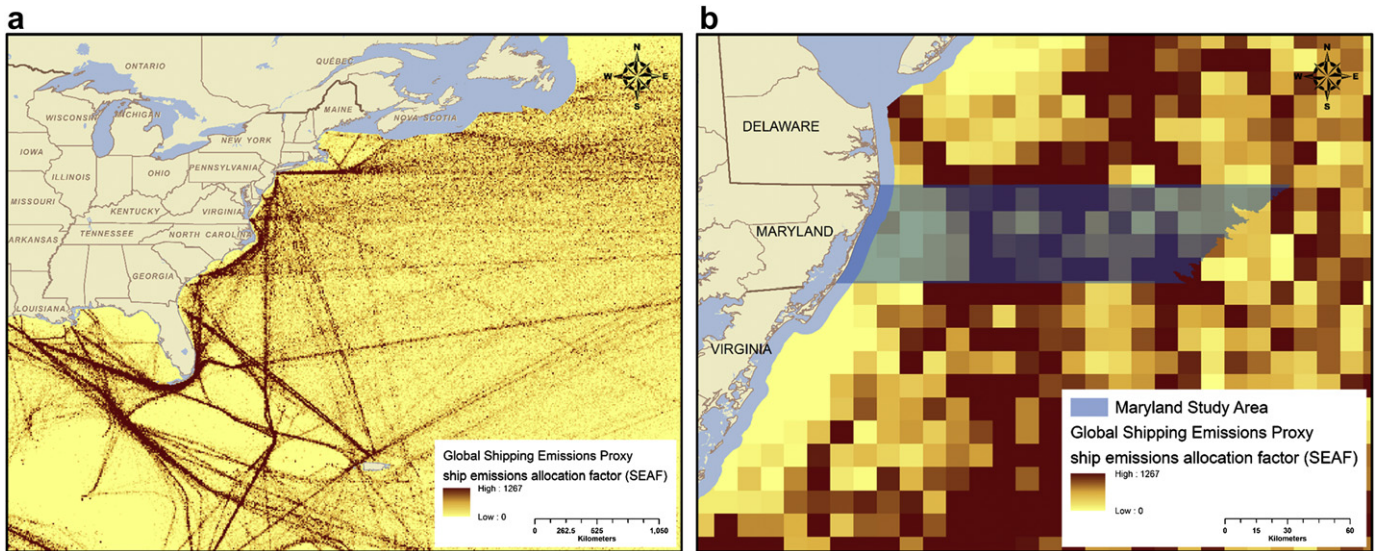 a
ONTARIO
QUÉBEC
MAINE
NOVA SCOTIA
WISCONSIN
MICHIGAN
NEW YORK
IOWA
PENNSYLVANIA
ILLINOIS
OHIO
MISSOURI
KENTUCKY
VIRGINIA
TENNESSEE
NORTH CAROLINA
ARKANSAS
GEORGIA
LOUISIANA
N
W
E
S
Global Shipping Emissions Proxy
ship emissions allocation factor (SEAF)
High : 1267
Low : 0
0 262.5 525 1,050
Kilometers
b
N
W
E
S
DELAWARE
MARYLAND
VIRGINIA
Maryland Study Area
Global Shipping Emissions Proxy
ship emissions allocation factor (SEAF)
High : 1267
Low : 0
0 15 30 60
Kilometers